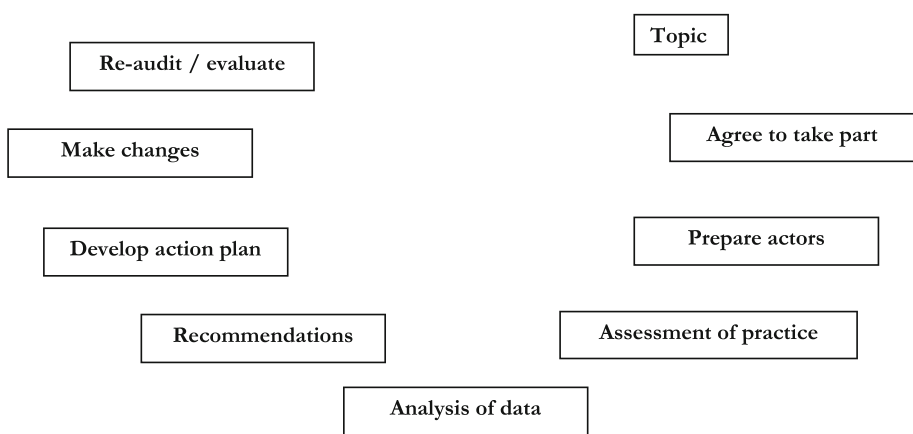 Topic
Re-audit / evaluate
Agree to take part
Make changes
Prepare actors
Develop action plan
Assessment of practice
Recommendations
Analysis of data